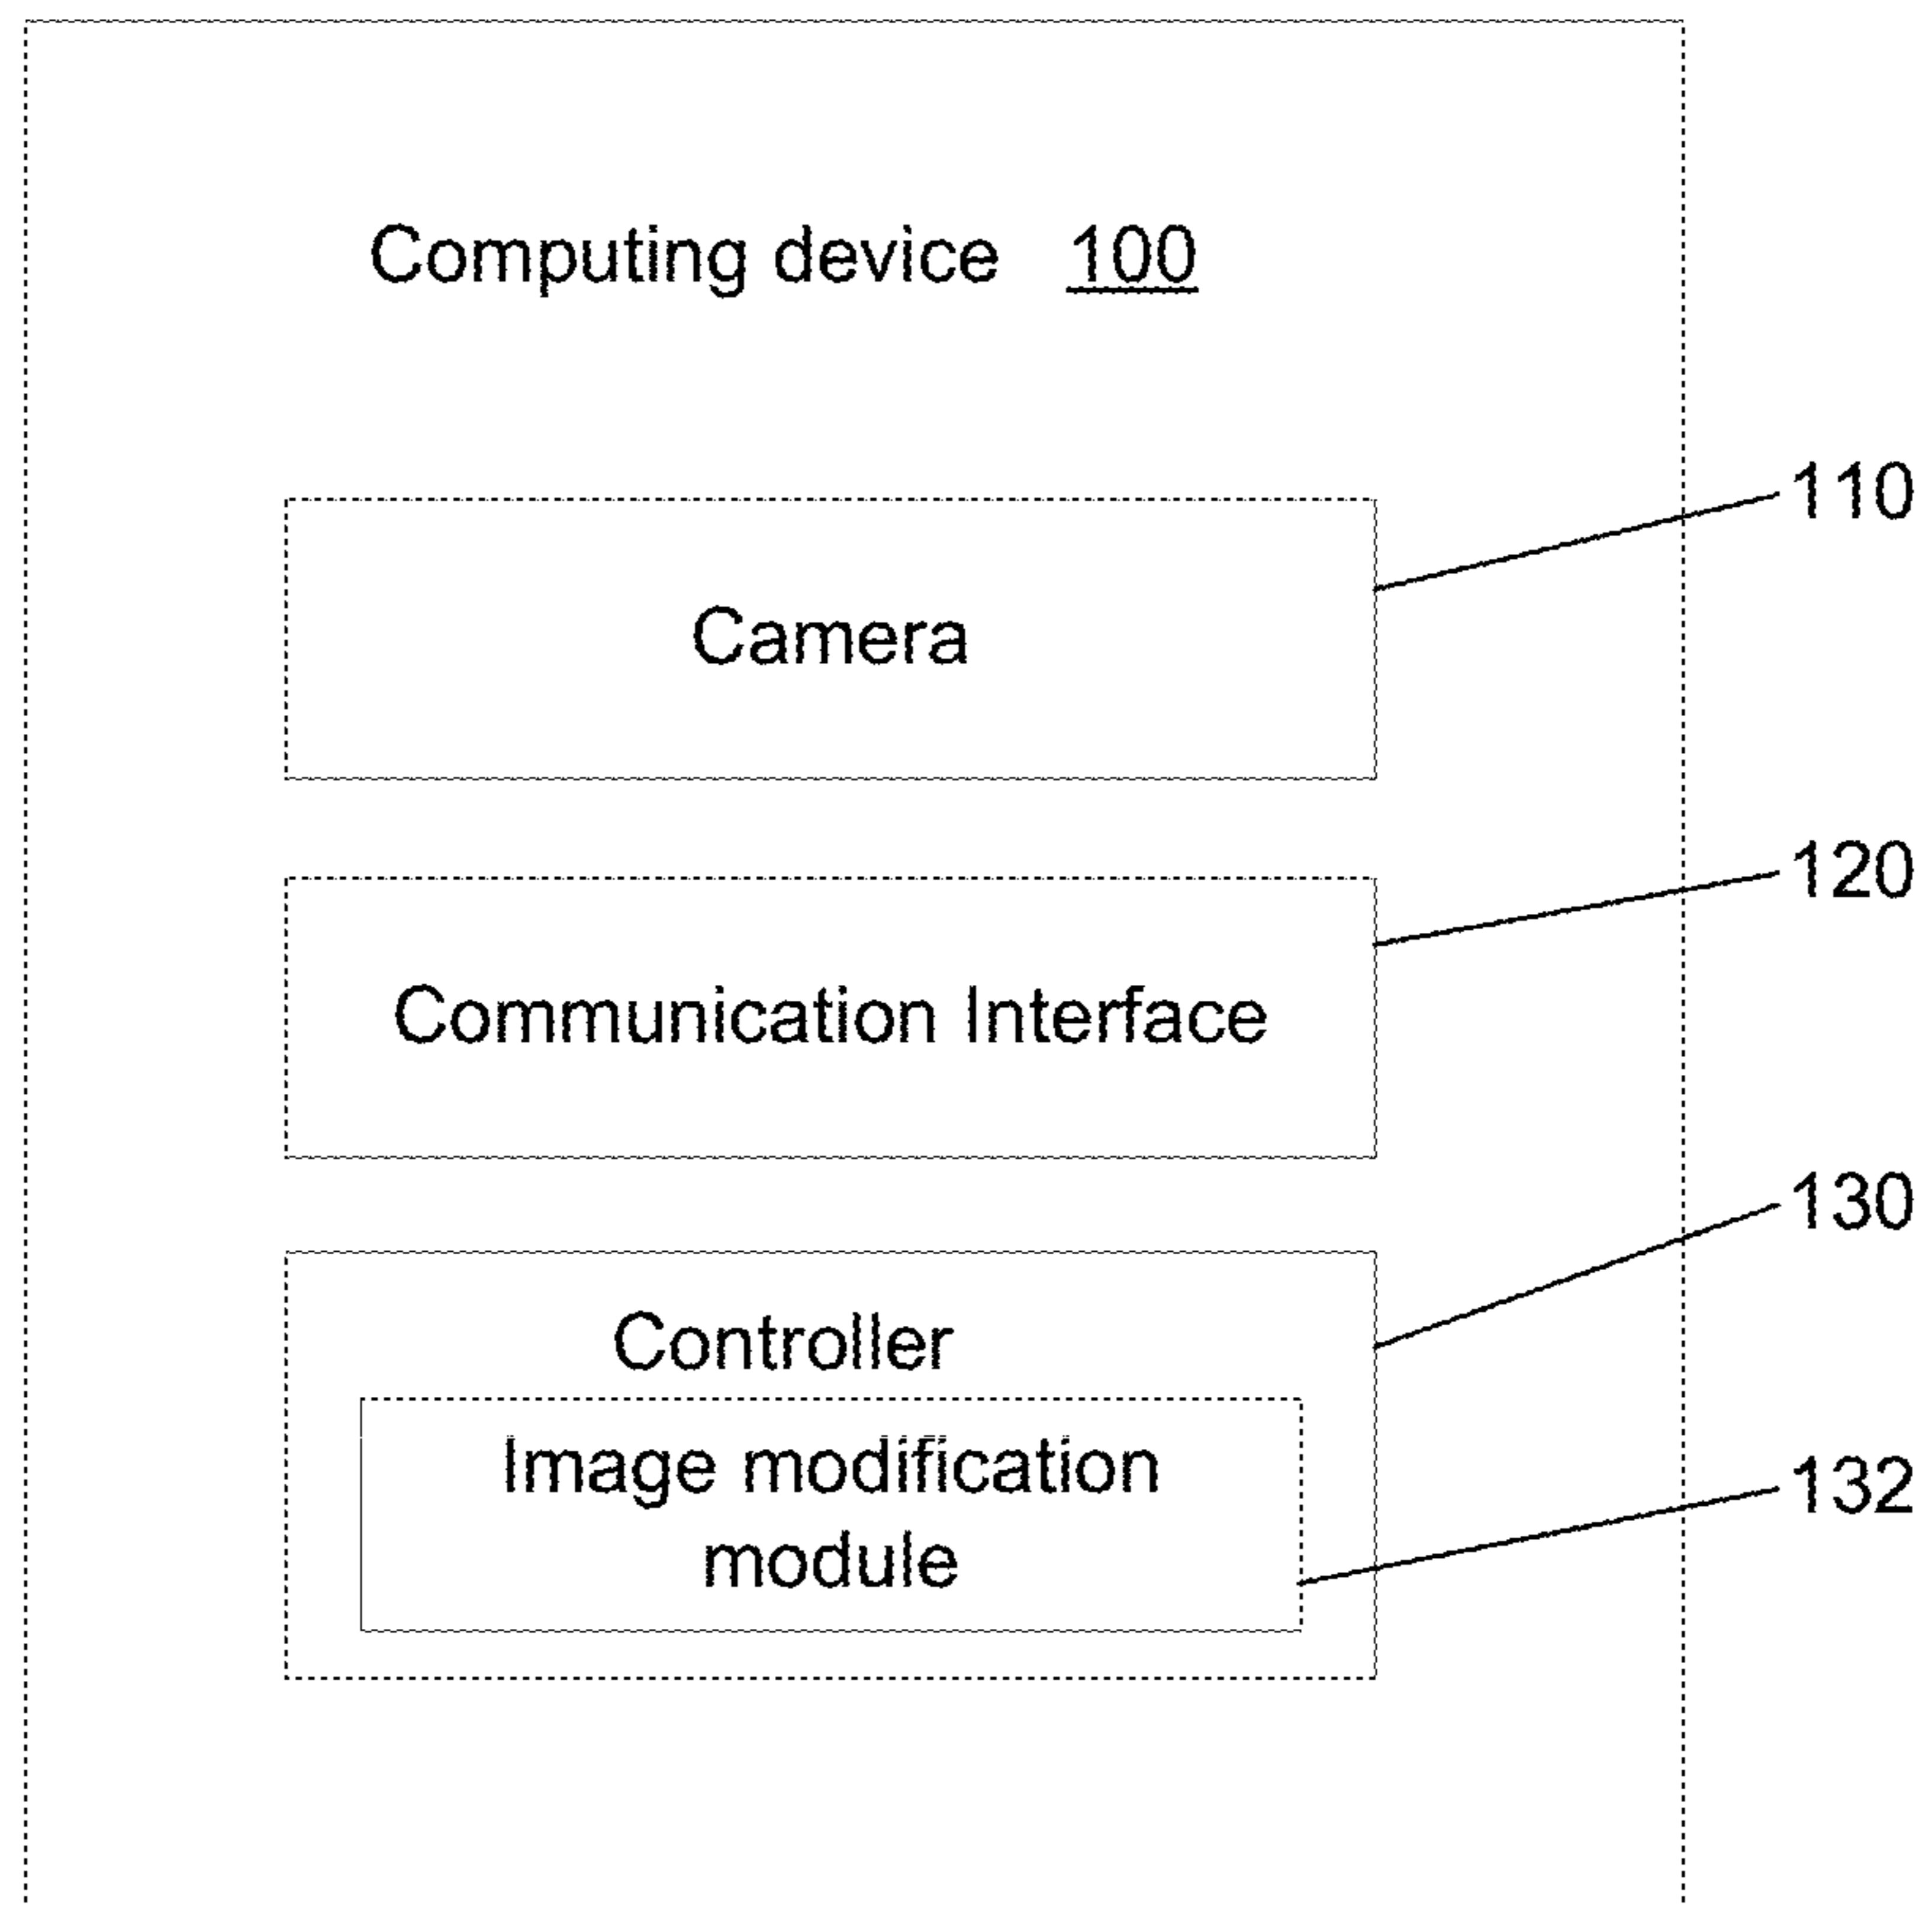 Computing device 100
110
Camera
120
Communication Interface
130
Controller
Image modification
module
132